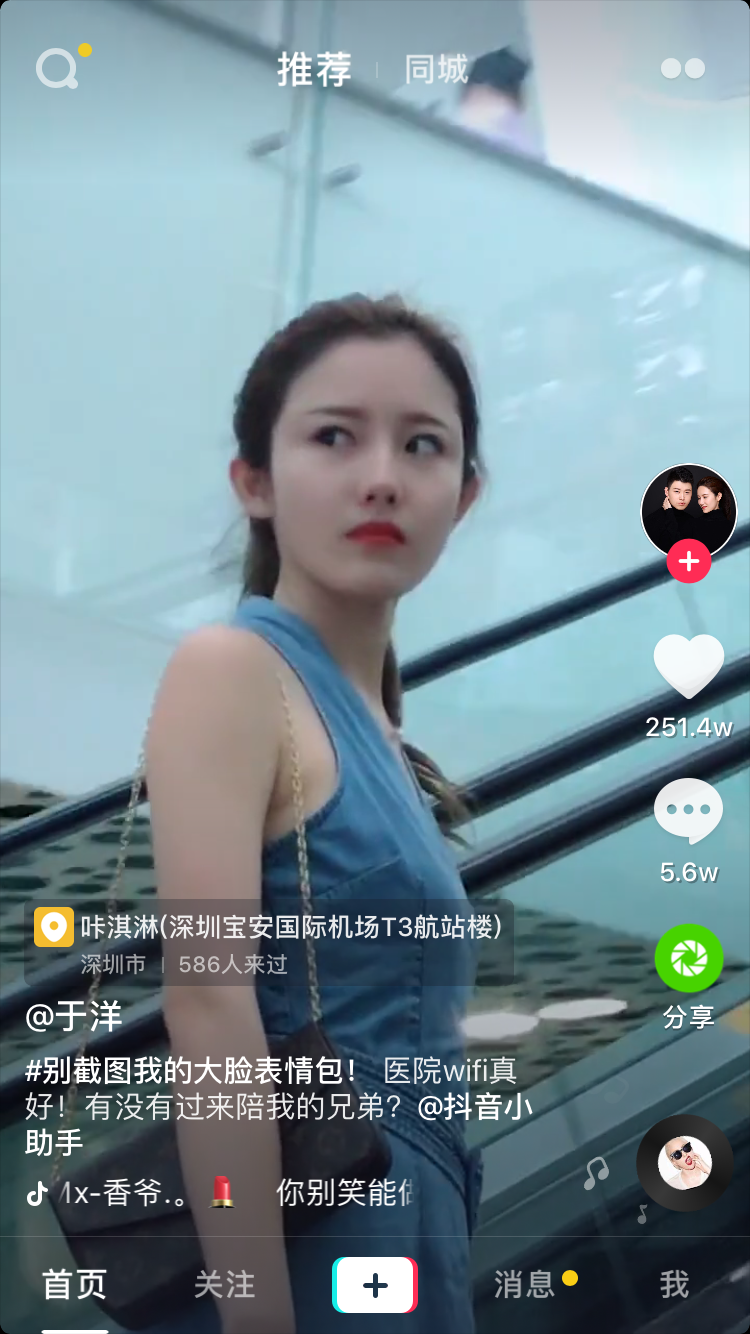 推荐
同城
251.4w
5.6w
咔淇淋(深圳宝安国际机场T3航站楼)
深圳市 586人来过
分享
@于洋
#别截图我的大脸表情包！ 医院wifi真
好！有没有过来陪我的兄弟？@抖音小
助手
x-香爷.。💄 你别笑能
首页 关注 消息 我